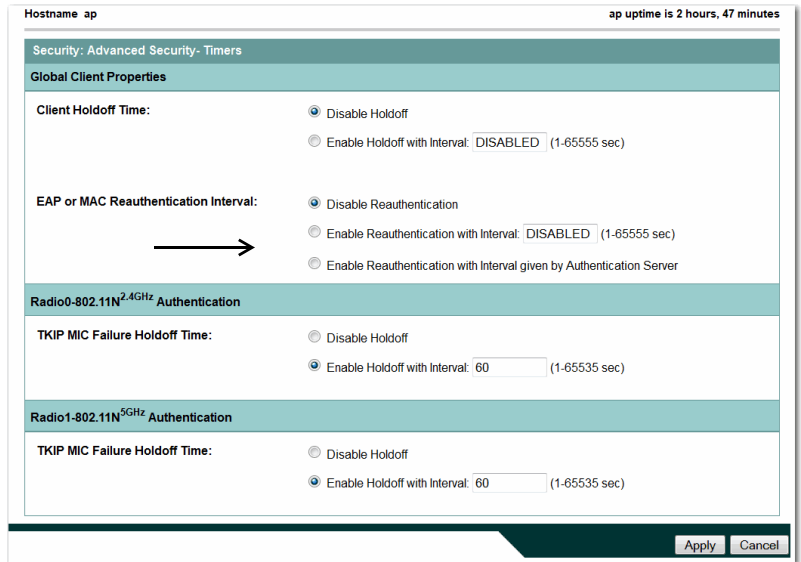 Hostname ap ap uptime is 2 hours, 47 minutes
Security: Advanced Security- Timers
Global Client Properties
Client Holdoff Time: Disable Holdoff
Enable Holdoff with Interval: DISABLED (1-65555 sec)
EAP or MAC Reauthentication Interval: Disable Reauthentication
Enable Reauthentication with Interval: DISABLED (1-65555 sec)
Enable Reauthentication with Interval given by Authentication Server
Radio0-802.11N2.4GHz Authentication
TKIP MIC Failure Holdoff Time: Disable Holdoff
Enable Holdoff with Interval: 60 (1-65535 sec)
Radio1-802.11N5GHz Authentication
TKIP MIC Failure Holdoff Time: Disable Holdoff
Enable Holdoff with Interval: 60 (1-65535 sec)
Apply Cancel